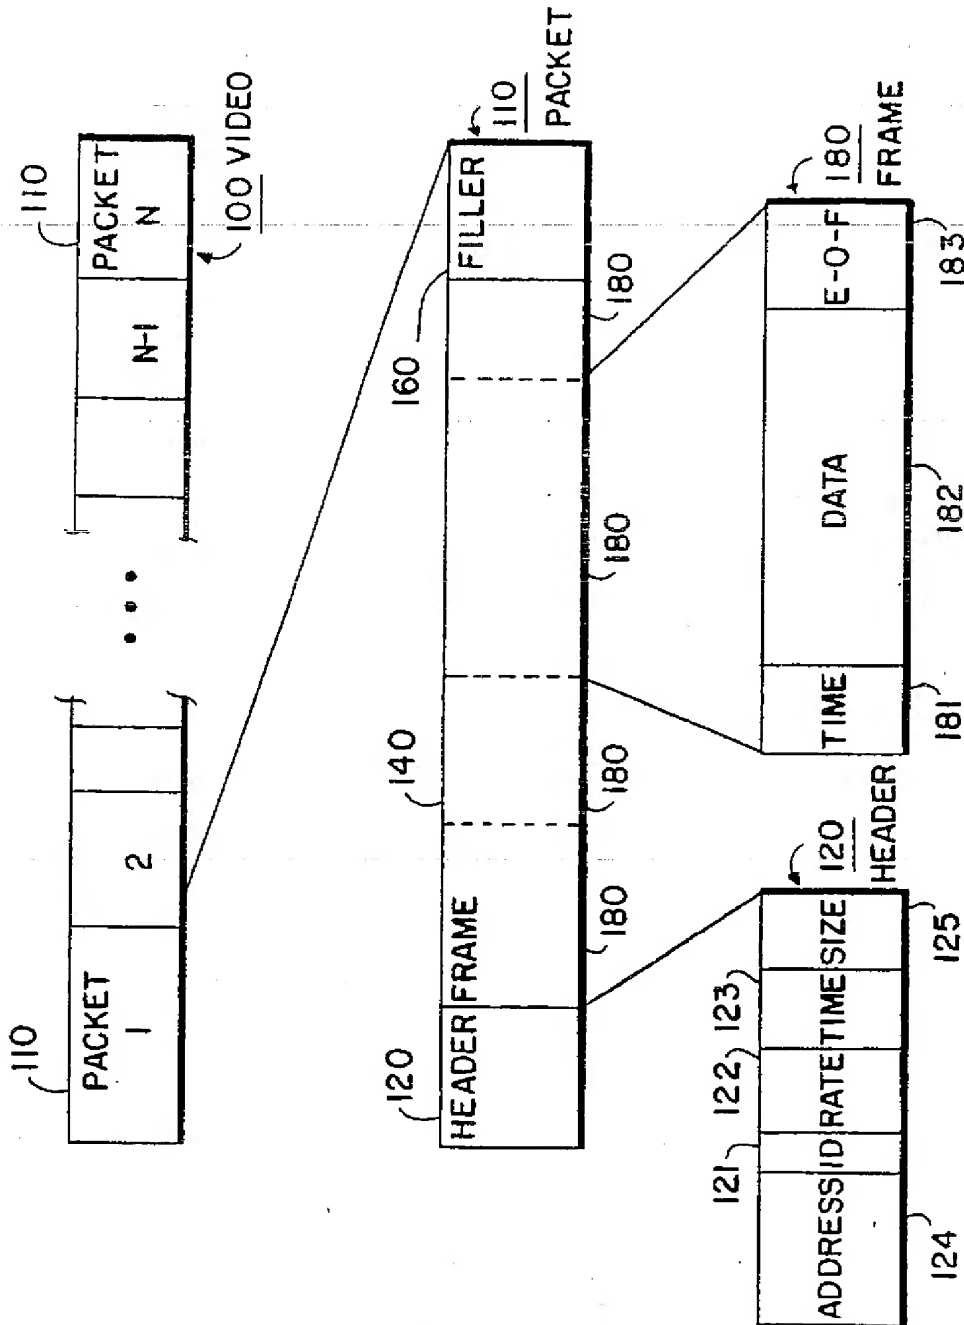 110
PACKET
1
2
N-1
PACKET
N
110
100 VIDEO
120
140
160
HEADER
FRAME
FILLER
110
PACKET
180
180
180
180
121
122
123
ADDRESS
ID
RATE
TIME
SIZE
124
125
120
HEADER
TIME
DATA
E-O-F
181
182
183
180
FRAME